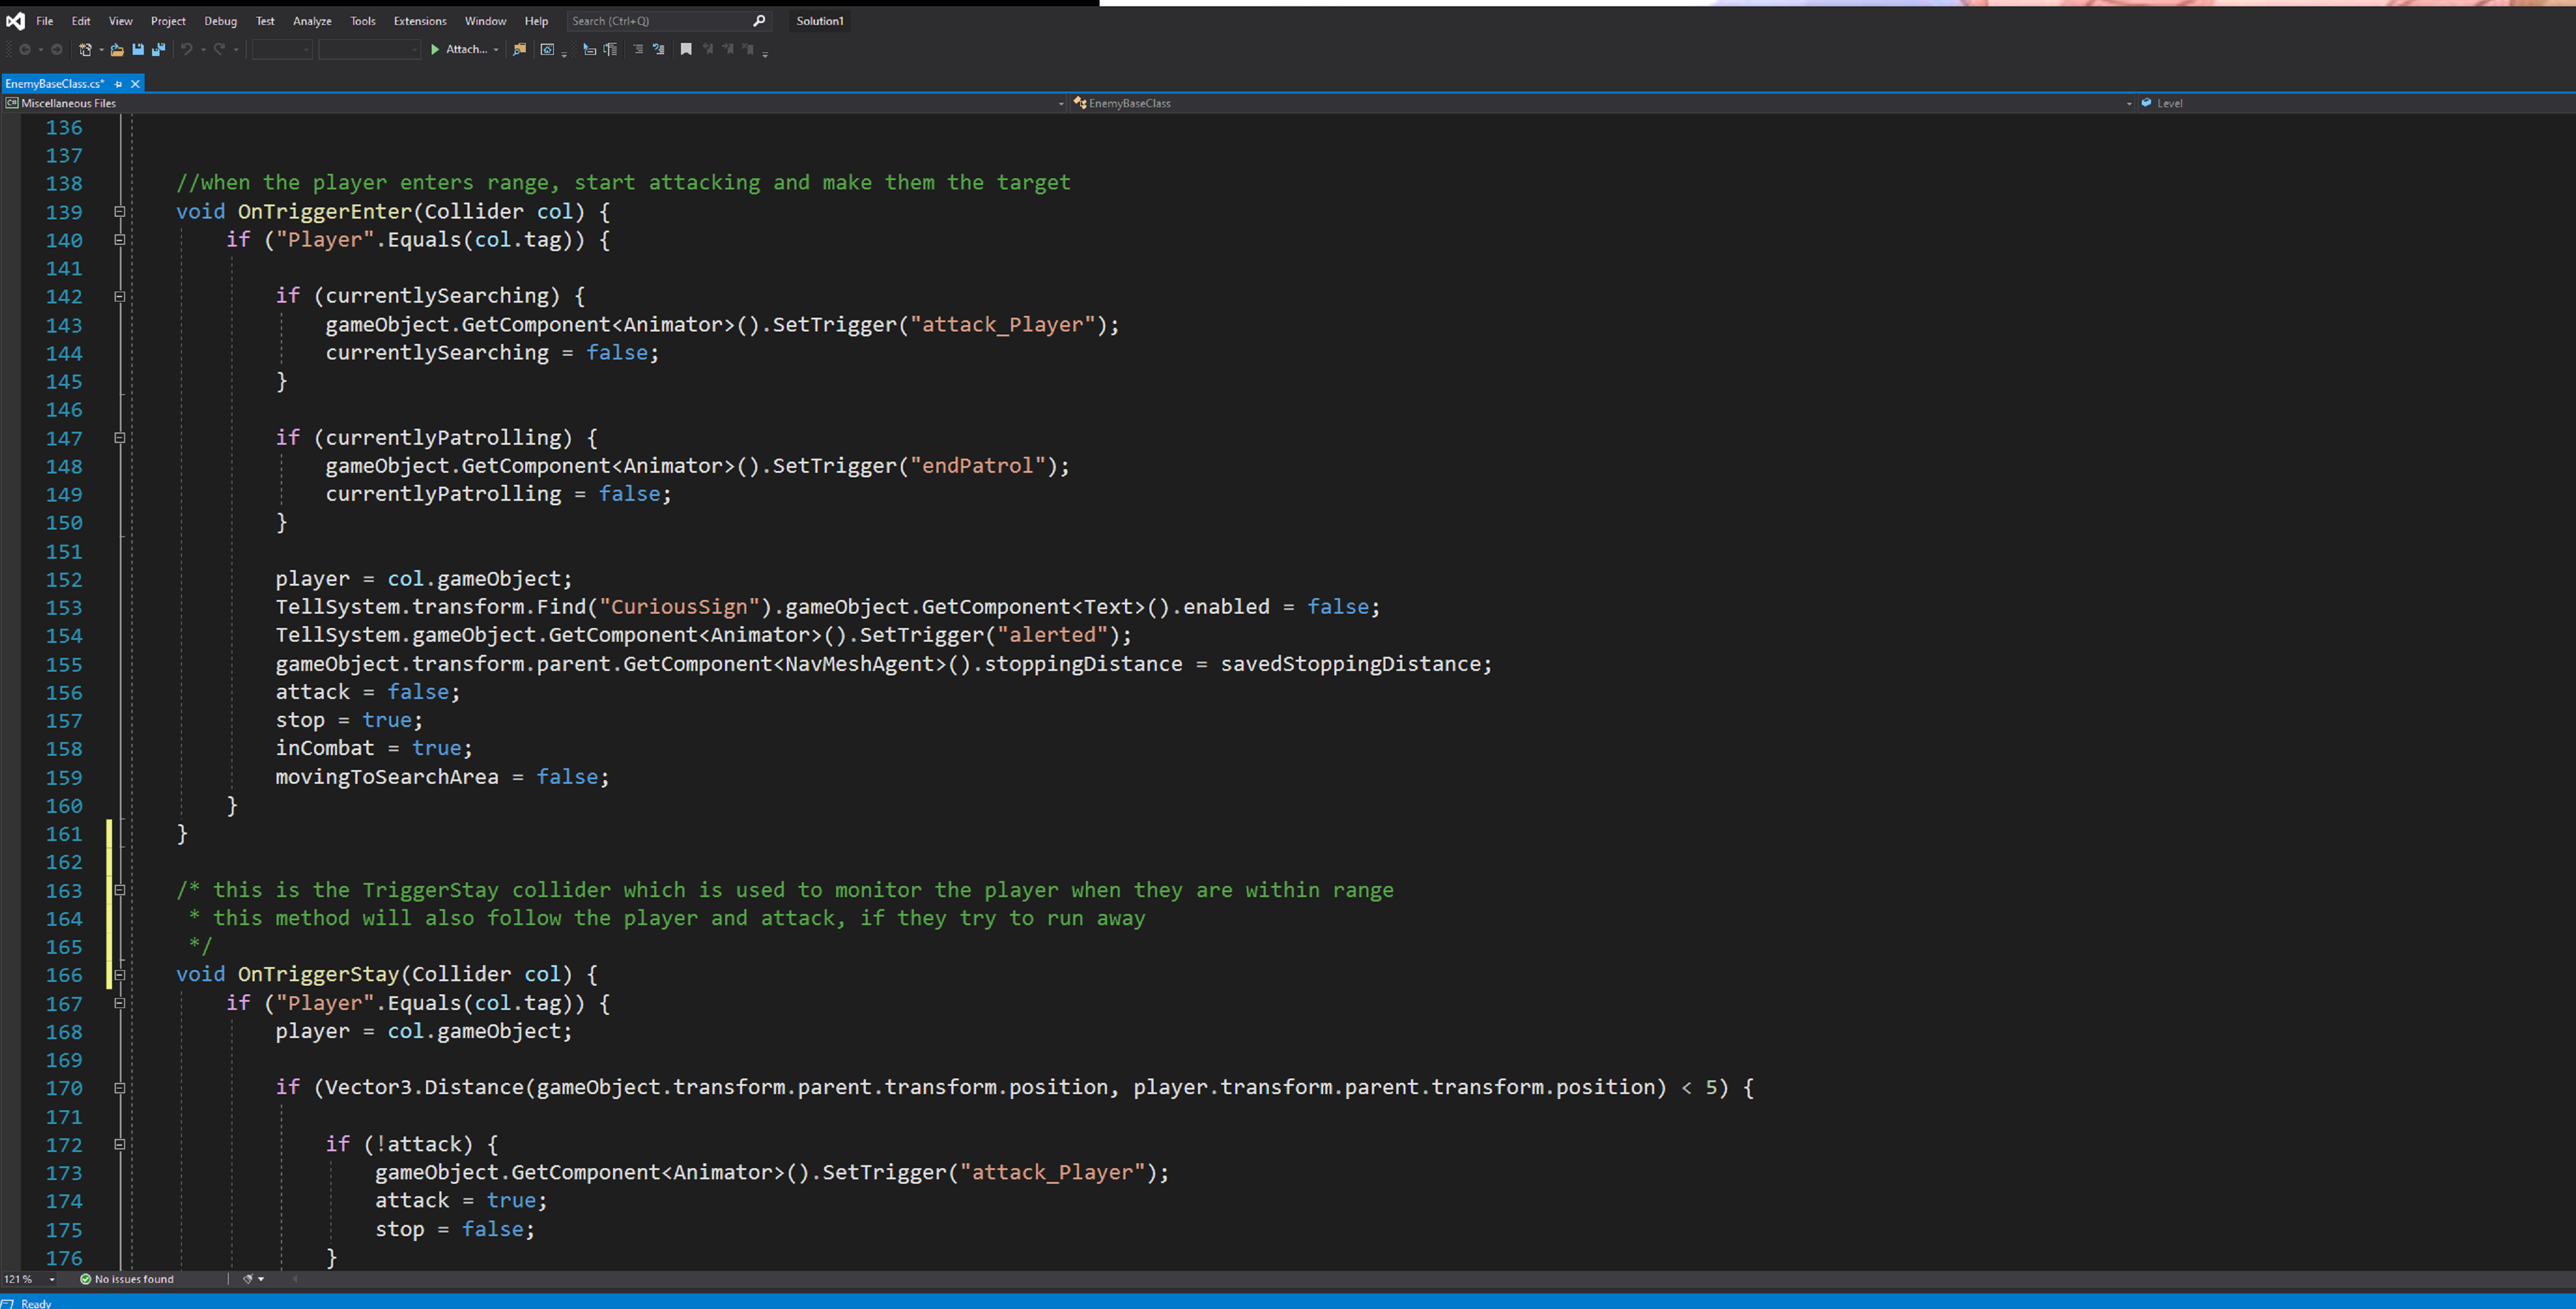 File Edit View Project Debug Test Analyze Tools Extensions Window Help Search (Ctrl+Q) Solution1
Attach...
EnemyBaseClass.cs*
C# Miscellaneous Files EnemyBaseClass Level
136
137
138 //when the player enters range, start attacking and make them the target
139 void OnTriggerEnter(Collider col) {
140 if ("Player".Equals(col.tag)) {
141
142 if (currentlySearching) {
143 gameObject.GetComponent<Animator>().SetTrigger("attack_Player");
144 currentlySearching = false;
145 }
146
147 if (currentlyPatrolling) {
148 gameObject.GetComponent<Animator>().SetTrigger("endPatrol");
149 currentlyPatrolling = false;
150 }
151
152 player = col.gameObject;
153 TellSystem.transform.Find("CuriousSign").gameObject.GetComponent<Text>().enabled = false;
154 TellSystem.gameObject.GetComponent<Animator>().SetTrigger("alerted");
155 gameObject.transform.parent.GetComponent<NavMeshAgent>().stoppingDistance = savedStoppingDistance;
156 attack = false;
157 stop = true;
158 inCombat = true;
159 movingToSearchArea = false;
160 }
161 }
162
163 /* this is the TriggerStay collider which is used to monitor the player when they are within range
164 * this method will also follow the player and attack, if they try to run away
165 */
166 void OnTriggerStay(Collider col) {
167 if ("Player".Equals(col.tag)) {
168 player = col.gameObject;
169
170 if (Vector3.Distance(gameObject.transform.parent.transform.position, player.transform.parent.transform.position) < 5) {
171
172 if (!attack) {
173 gameObject.GetComponent<Animator>().SetTrigger("attack_Player");
174 attack = true;
175 stop = false;
176 }
121 % No issues found
Ready